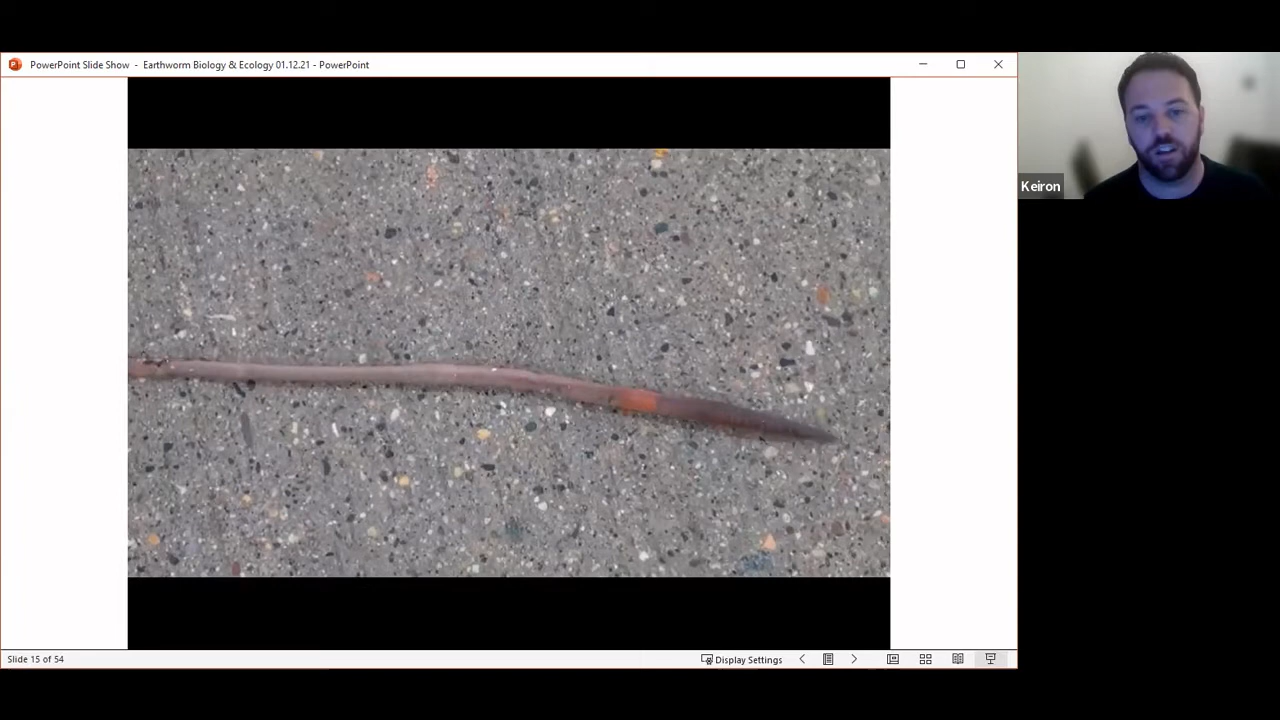 PowerPoint Slide Show - Earthworm Biology & Ecology 01.12.21 - PowerPoint
Keiron
Slide 15 of 54
Display Settings